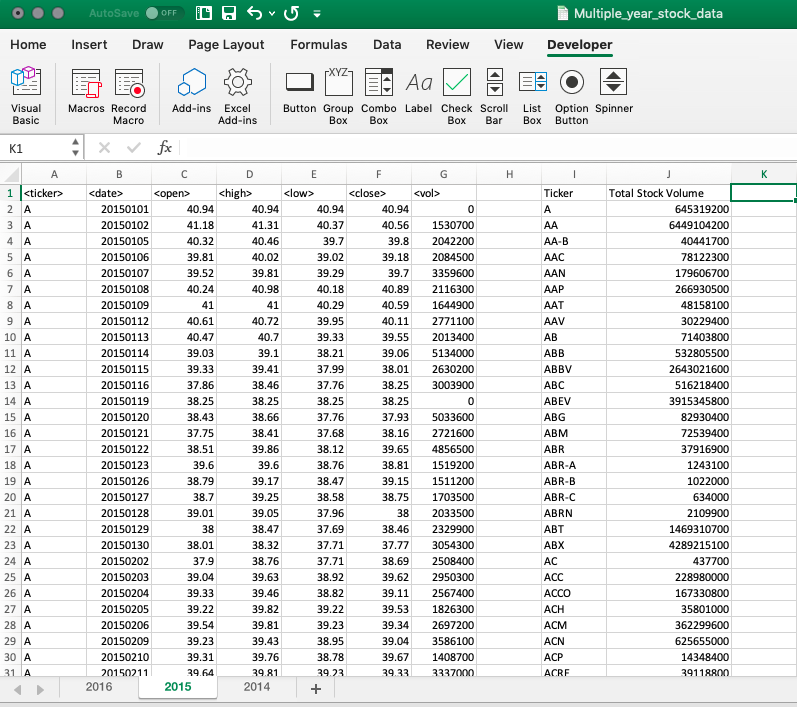 AutoSave OFF Multiple_year_stock_data
Home Insert Draw Page Layout Formulas Data Review View Developer
XYZ Aa
Visual Basic Macros Record Macro Add-ins Excel Add-ins Button Group Box Combo Box Label Check Box Scroll Bar List Box Option Button Spinner
K1 fx
A B C D E F G H I J K
1 <ticker> <date> <open> <high> <low> <close> <vol> Ticker Total Stock Volume
2 A 20150101 40.94 40.94 40.94 40.94 0 A 645319200
3 A 20150102 41.18 41.31 40.37 40.56 1530700 AA 6449104200
4 A 20150105 40.32 40.46 39.7 39.8 2042200 AA-B 40441700
5 A 20150106 39.81 40.02 39.02 39.18 2084500 AAC 78122300
6 A 20150107 39.52 39.81 39.29 39.7 3359600 AAN 179606700
7 A 20150108 40.24 40.98 40.18 40.89 2116300 AAP 266930500
8 A 20150109 41 41 40.29 40.59 1644900 AAT 48158100
9 A 20150112 40.61 40.72 39.95 40.11 2771100 AAV 30229400
10 A 20150113 40.47 40.7 39.33 39.55 2013400 AB 71403800
11 A 20150114 39.03 39.1 38.21 39.06 5134000 ABB 532805500
12 A 20150115 39.33 39.41 37.99 38.01 2630200 ABBV 2643021600
13 A 20150116 37.86 38.46 37.76 38.25 3003900 ABC 516218400
14 A 20150119 38.25 38.25 38.25 38.25 0 ABEV 3915345800
15 A 20150120 38.43 38.66 37.76 37.93 5033600 ABG 82930400
16 A 20150121 37.75 38.41 37.68 38.16 2721600 ABM 72539400
17 A 20150122 38.51 39.86 38.12 39.65 4856500 ABR 37916900
18 A 20150123 39.6 39.6 38.76 38.81 1519200 ABR-A 1243100
19 A 20150126 38.79 39.17 38.47 39.15 1511200 ABR-B 1022000
20 A 20150127 38.7 39.25 38.58 38.75 1703500 ABR-C 634000
21 A 20150128 39.01 39.05 37.96 38 2033500 ABRN 2109900
22 A 20150129 38 38.47 37.69 38.46 2329900 ABT 1469310700
23 A 20150130 38.01 38.32 37.71 37.77 3054300 ABX 4289215100
24 A 20150202 37.9 38.76 37.71 38.69 2508400 AC 437700
25 A 20150203 39.04 39.63 38.92 39.62 2950300 ACC 228980000
26 A 20150204 39.33 39.46 38.82 39.11 2567400 ACCO 167330800
27 A 20150205 39.22 39.82 39.22 39.53 1826300 ACH 35801000
28 A 20150206 39.54 39.81 39.23 39.34 2697200 ACM 362299600
29 A 20150209 39.23 39.43 38.95 39.04 3586100 ACN 625655000
30 A 20150210 39.31 39.76 38.78 39.67 1408700 ACP 14348400
31 A 20150211 39.64 39.81 39.23 39.33 3337000 ACRE 39118800
2016 2015 2014